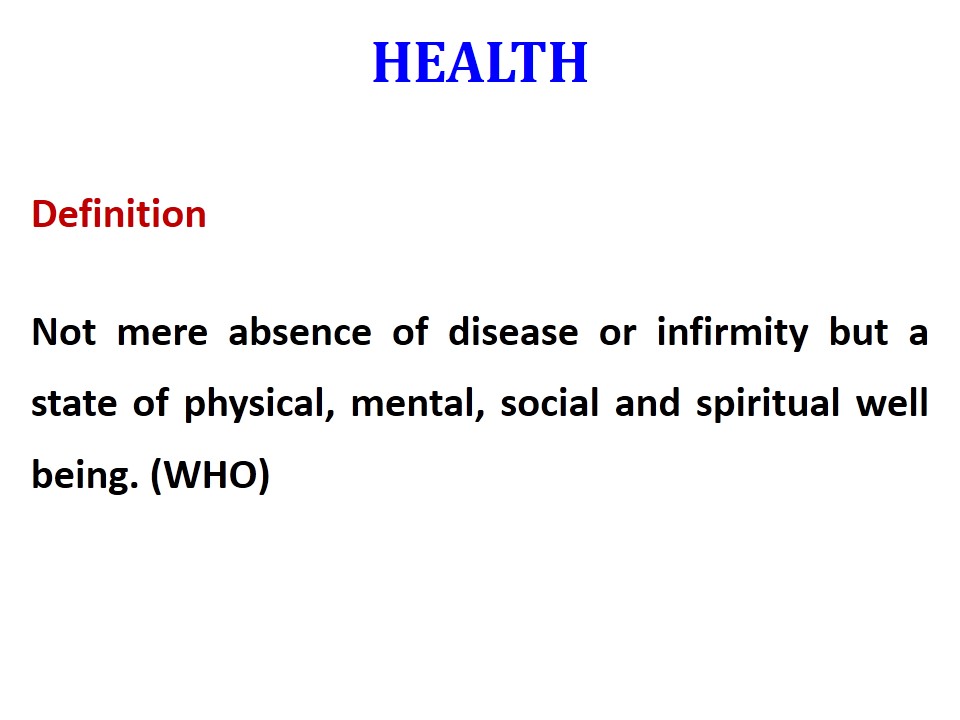 HEALTH
Definition
Not mere absence of disease or infirmity but a
state of physical, mental, social and spiritual well
being. (WHO)